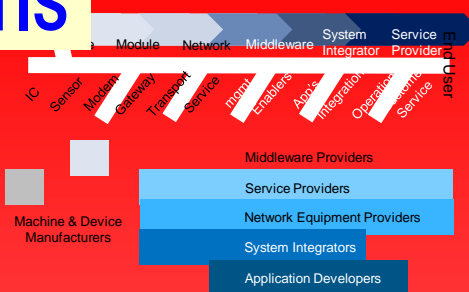 Module
Network
Middleware
System
Integrator
Service
Provider
End User
IC
Sensor
Modem
Gateway
Transport
Service
mgmt
Enablers
App's
Integration
Service
Middleware Providers
Service Providers
Machine & Device
Manufacturers
Network Equipment Providers
System Integrators
Application Developers